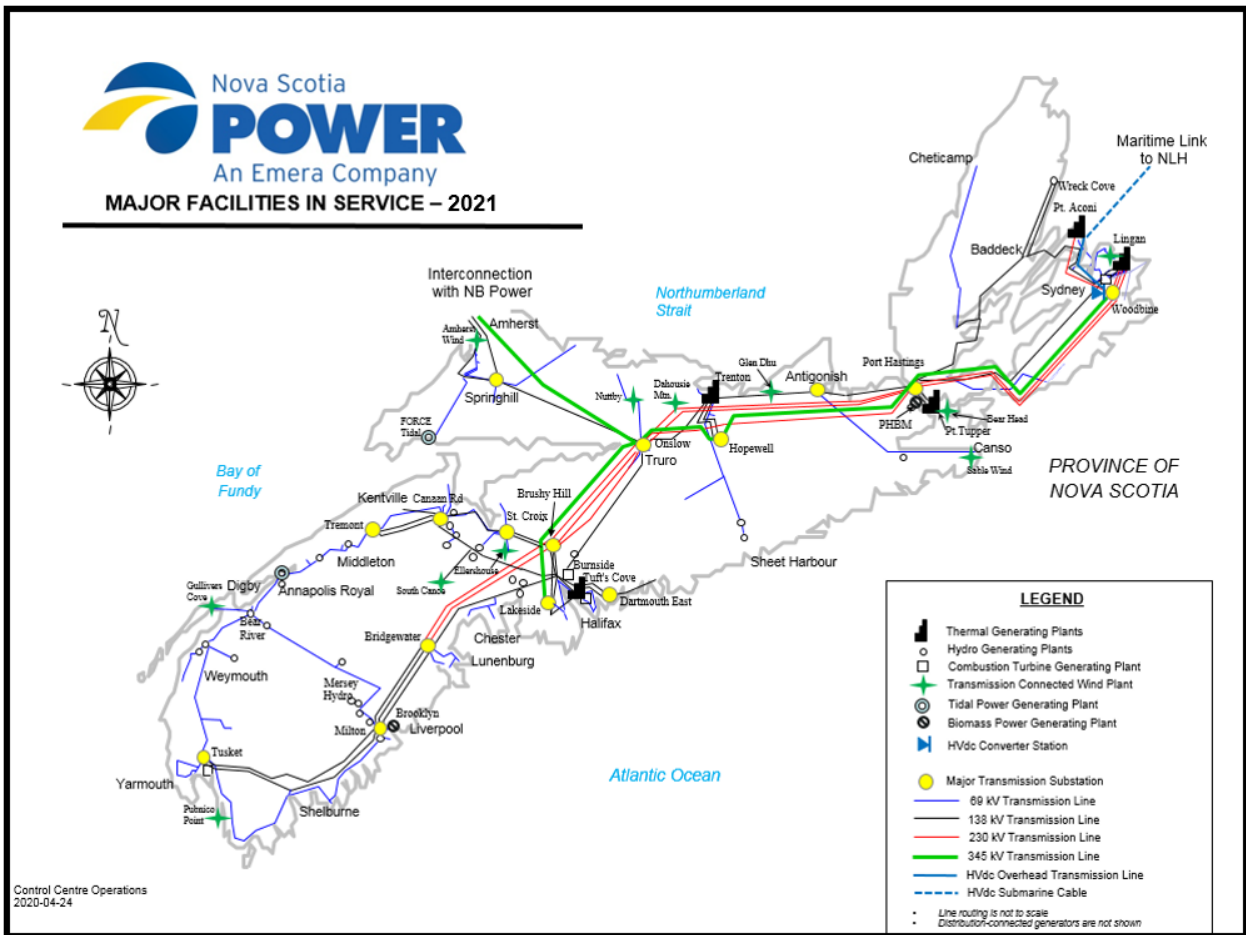 Nova Scotia
POWER
An Emera Company
MAJOR FACILITIES IN SERVICE – 2021
Maritime Link
to NLH
Cheticamp
Wreck Cove
Pt. Aconi
Lingan
Baddeck
Sydney
Woodbine
Interconnection
with NB Power
Northumberland
Strait
N
Amherst
Amherst
Wind
Springhill
FORCE
Tidal
Nuttby
Dahousie
Mtn.
Trenton
Glen Dhu
Antigonish
Port Hastings
PHBM
Pt.Tupper
Bear Head
Canso
Sable Wind
Onslow
Truro
Hopewell
PROVINCE OF
NOVA SCOTIA
Bay of
Fundy
Kentville
Canaan Rd
Brushy Hill
St. Croix
Tremont
Middleton
Ellershouse
Burnside
Tuft's Cove
Sheet Harbour
Gullivers
Cove
Digby
Annapolis Royal
South Canoe
Lakeside
Dartmouth East
Halifax
Bear
River
Bridgewater
Chester
Lunenburg
Weymouth
Mersey
Hydro
Milton
Brooklyn
Liverpool
Tusket
Yarmouth
Shelburne
Pubnico
Point
Atlantic Ocean
LEGEND
Thermal Generating Plants
Hydro Generating Plants
Combustion Turbine Generating Plant
Transmission Connected Wind Plant
Tidal Power Generating Plant
Biomass Power Generating Plant
HVdc Converter Station
Major Transmission Substation
69 kV Transmission Line
138 kV Transmission Line
230 kV Transmission Line
345 kV Transmission Line
HVdc Overhead Transmission Line
HVdc Submarine Cable
• Line routing is not to scale
• Distribution-connected generators are not shown
Control Centre Operations
2020-04-24